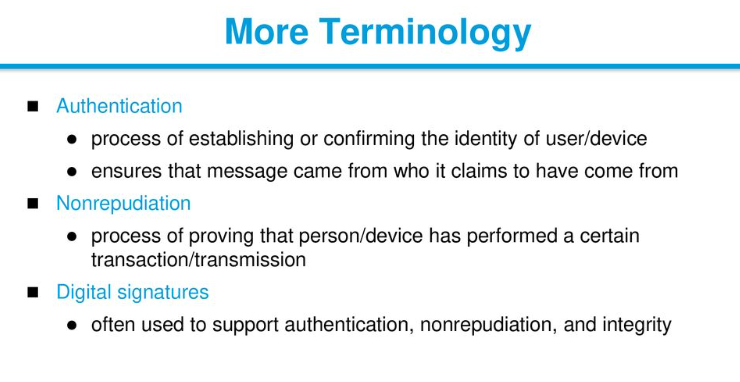 More Terminology
■ Authentication
● process of establishing or confirming the identity of user/device
● ensures that message came from who it claims to have come from
■ Nonrepudiation
● process of proving that person/device has performed a certain
transaction/transmission
■ Digital signatures
● often used to support authentication, nonrepudiation, and integrity